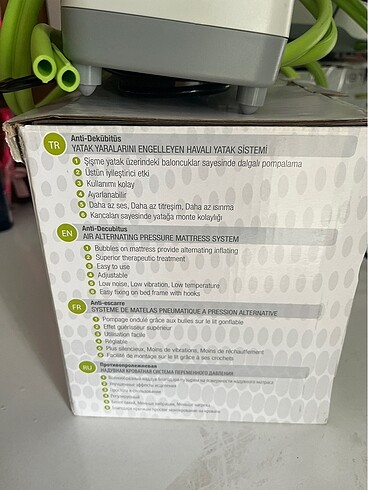 TR
Anti-Dekübitüs
YATAK YARALARINI ENGELLEYEN HAVALI YATAK SİSTEMİ
1 Şişme yatak üzerindeki baloncuklar sayesinde dalgalı pompalama
2 Üstün iyileştirici etki
3 Kullanımı kolay
4 Ayarlanabilir
5 Daha az ses, Daha az titreşim, Daha az ısınma
6 Kancaları sayesinde yatağa monte kolaylığı
EN
Anti-Decubitus
AIR ALTERNATING PRESSURE MATTRESS SYSTEM
1 Bubbles on mattress provide alternating inflating
2 Superior therapeutic treatment
3 Easy to use
4 Adjustable
5 Low noise, Low vibration, Low temperature
6 Easy fixing on bed frame with hooks
FR
Anti-escarre
SYSTEME DE MATELAS PNEUMATIQUE A PRESSION ALTERNATIVE
1 Pompage ondulé grâce aux bulles sur le lit gonflable
2 Effet guérisseur supérieur
3 Utilisation facile
4 Réglable
5 Plus silencieux, Moins de vibrations, Moins de réchauffement
6 Facilité de montage sur le lit grâce à ses crochets
RU
Противопролежневая
НАДУВНАЯ КРОВАТНАЯ СИСТЕМА ПЕРЕМЕННОГО ДАВЛЕНИЯ